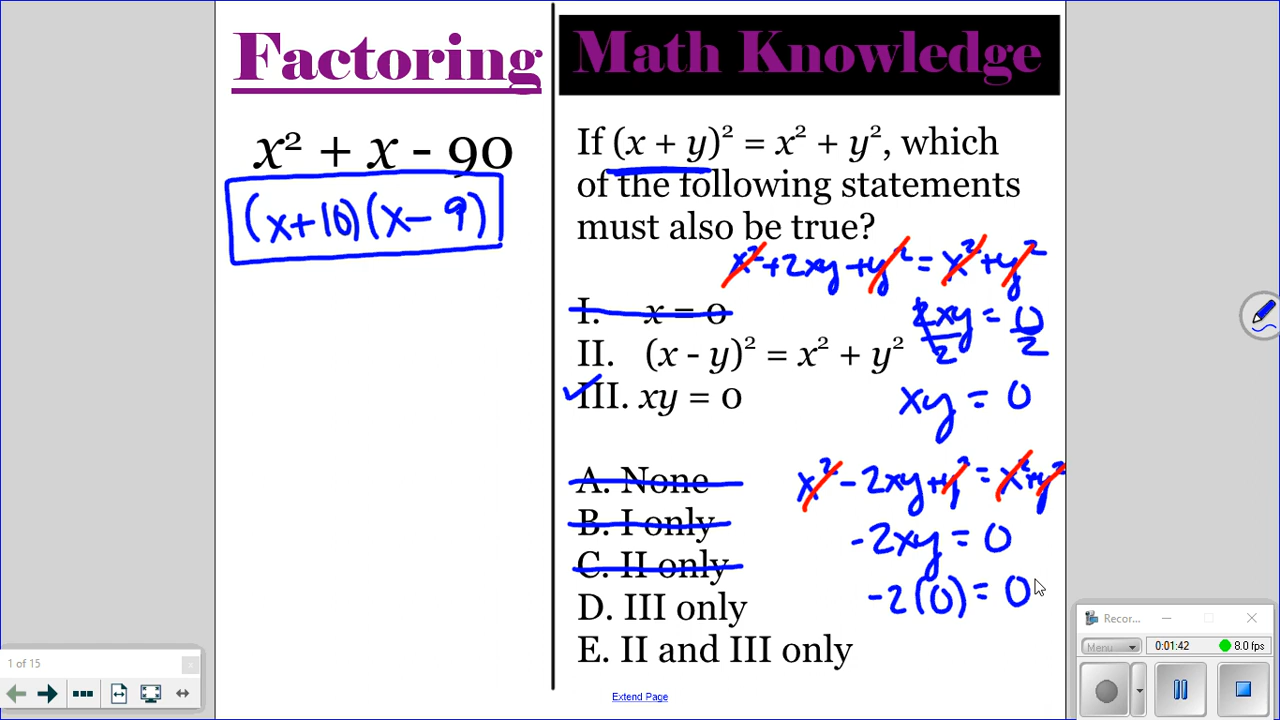 Factoring
x² + x - 90
(x+10)(x-9)
Math Knowledge
If (x + y)² = x² + y², which
of the following statements
must also be true?
x²+2xy+y²=x²+y²
I. x = 0
2xy/2 = 0/2
II. (x - y)² = x² + y²
III. xy = 0
xy = 0
A. None
x²-2xy+y²=x²+y²
B. I only
-2xy = 0
C. II only
-2(0) = 0
D. III only
E. II and III only
Extend Page
1 of 15
x
Recor...
Menu
0:01:42
8.0 fps